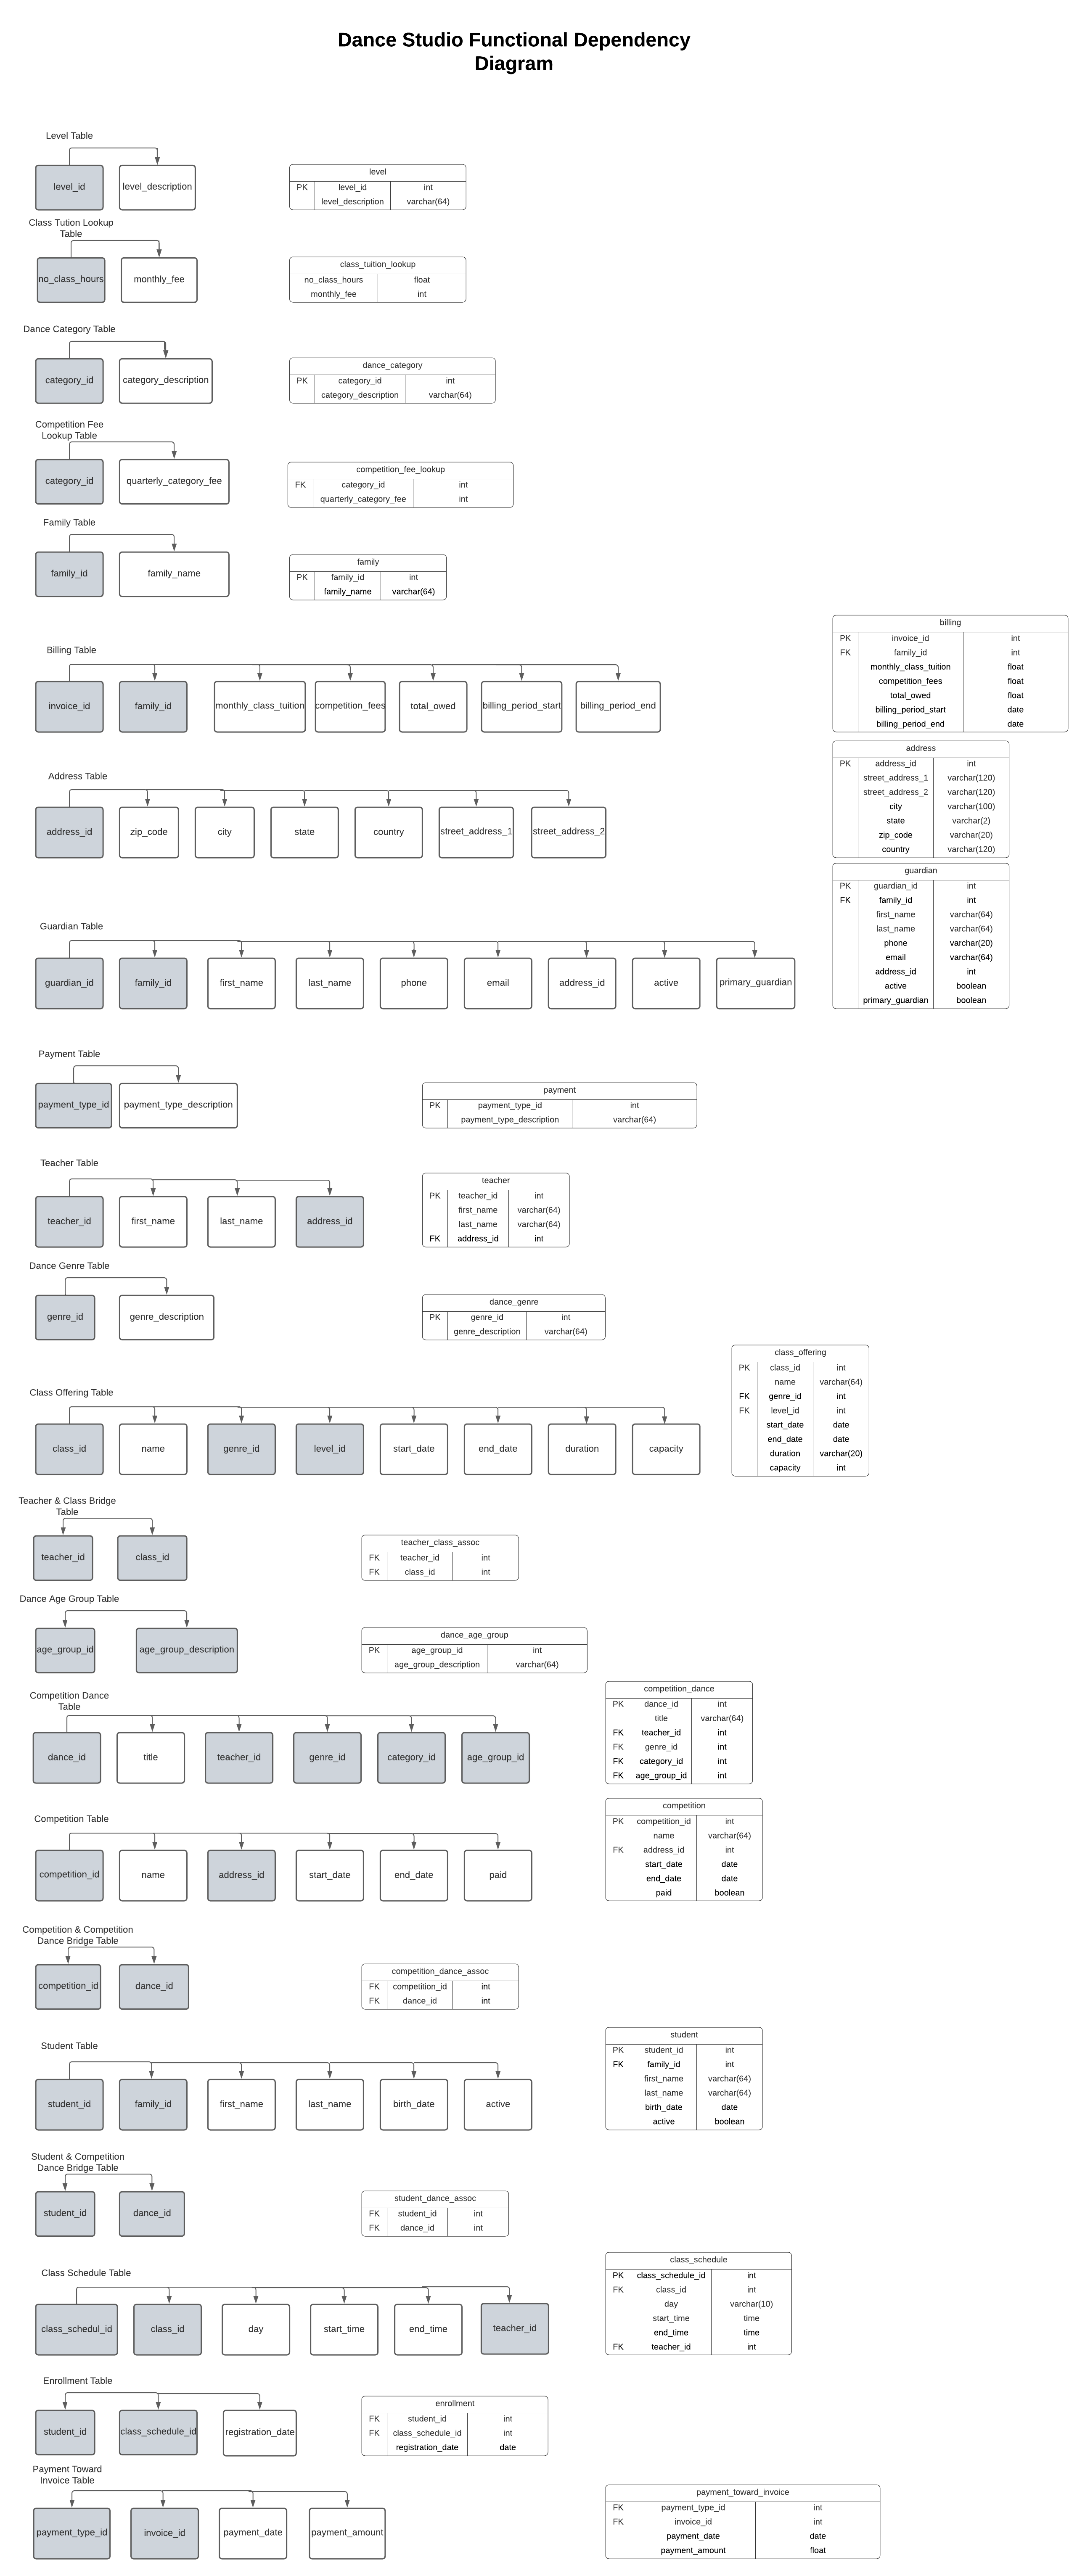 Dance Studio Functional Dependency
Diagram
Level Table
level_id
level_description
level
PK level_id int
level_description varchar(64)
Class Tution Lookup
Table
no_class_hours
monthly_fee
class_tuition_lookup
no_class_hours float
monthly_fee int
Dance Category Table
category_id
category_description
dance_category
PK category_id int
category_description varchar(64)
Competition Fee
Lookup Table
category_id
quarterly_category_fee
competition_fee_lookup
FK category_id int
quarterly_category_fee int
Family Table
family_id
family_name
family
PK family_id int
family_name varchar(64)
Billing Table
invoice_id
family_id
monthly_class_tuition
competition_fees
total_owed
billing_period_start
billing_period_end
billing
PK invoice_id int
FK family_id int
monthly_class_tuition float
competition_fees float
total_owed float
billing_period_start date
billing_period_end date
Address Table
address_id
zip_code
city
state
country
street_address_1
street_address_2
address
PK address_id int
street_address_1 varchar(120)
street_address_2 varchar(120)
city varchar(100)
state varchar(2)
zip_code varchar(20)
country varchar(120)
Guardian Table
guardian_id
family_id
first_name
last_name
phone
email
address_id
active
primary_guardian
guardian
PK guardian_id int
FK family_id int
first_name varchar(64)
last_name varchar(64)
phone varchar(20)
email varchar(64)
address_id int
active boolean
primary_guardian boolean
Payment Table
payment_type_id
payment_type_description
payment
PK payment_type_id int
payment_type_description varchar(64)
Teacher Table
teacher_id
first_name
last_name
address_id
teacher
PK teacher_id int
first_name varchar(64)
last_name varchar(64)
FK address_id int
Dance Genre Table
genre_id
genre_description
dance_genre
PK genre_id int
genre_description varchar(64)
Class Offering Table
class_id
name
genre_id
level_id
start_date
end_date
duration
capacity
class_offering
PK class_id int
name varchar(64)
FK genre_id int
FK level_id int
start_date date
end_date date
duration varchar(20)
capacity int
Teacher & Class Bridge
Table
teacher_id
class_id
teacher_class_assoc
FK teacher_id int
FK class_id int
Dance Age Group Table
age_group_id
age_group_description
dance_age_group
PK age_group_id int
age_group_description varchar(64)
Competition Dance
Table
dance_id
title
teacher_id
genre_id
category_id
age_group_id
competition_dance
PK dance_id int
title varchar(64)
FK teacher_id int
FK genre_id int
FK category_id int
FK age_group_id int
Competition Table
competition_id
name
address_id
start_date
end_date
paid
competition
PK competition_id int
name varchar(64)
FK address_id int
start_date date
end_date date
paid boolean
Competition & Competition
Dance Bridge Table
competition_id
dance_id
competition_dance_assoc
FK competition_id int
FK dance_id int
Student Table
student_id
family_id
first_name
last_name
birth_date
active
student
PK student_id int
FK family_id int
first_name varchar(64)
last_name varchar(64)
birth_date date
active boolean
Student & Competition
Dance Bridge Table
student_id
dance_id
student_dance_assoc
FK student_id int
FK dance_id int
Class Schedule Table
class_schedul_id
class_id
day
start_time
end_time
teacher_id
class_schedule
PK class_schedule_id int
FK class_id int
day varchar(10)
start_time time
end_time time
FK teacher_id int
Enrollment Table
student_id
class_schedule_id
registration_date
enrollment
FK student_id int
FK class_schedule_id int
registration_date date
Payment Toward
Invoice Table
payment_type_id
invoice_id
payment_date
payment_amount
payment_toward_invoice
FK payment_type_id int
FK invoice_id int
payment_date date
payment_amount float